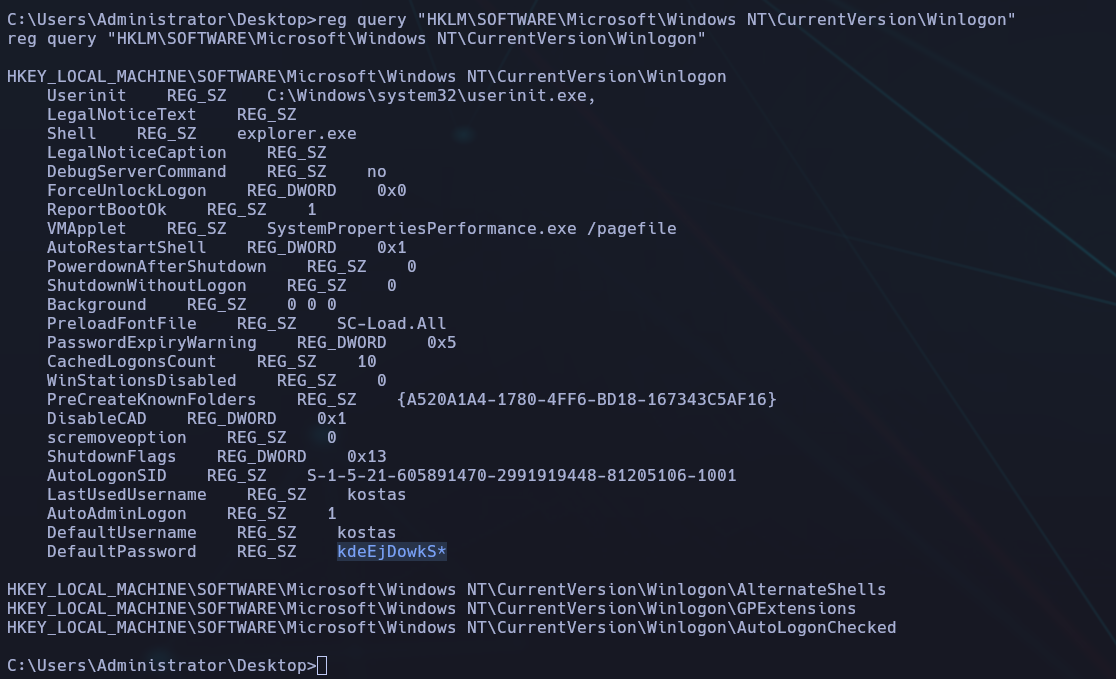 C:\Users\Administrator\Desktop>reg query "HKLM\SOFTWARE\Microsoft\Windows NT\CurrentVersion\Winlogon"
reg query "HKLM\SOFTWARE\Microsoft\Windows NT\CurrentVersion\Winlogon"
HKEY_LOCAL_MACHINE\SOFTWARE\Microsoft\Windows NT\CurrentVersion\Winlogon
Userinit    REG_SZ    C:\Windows\system32\userinit.exe,
LegalNoticeText    REG_SZ
Shell    REG_SZ    explorer.exe
LegalNoticeCaption    REG_SZ
DebugServerCommand    REG_SZ    no
ForceUnlockLogon    REG_DWORD    0x0
ReportBootOk    REG_SZ    1
VMApplet    REG_SZ    SystemPropertiesPerformance.exe /pagefile
AutoRestartShell    REG_DWORD    0x1
PowerdownAfterShutdown    REG_SZ    0
ShutdownWithoutLogon    REG_SZ    0
Background    REG_SZ    0 0 0
PreloadFontFile    REG_SZ    SC-Load.All
PasswordExpiryWarning    REG_DWORD    0x5
CachedLogonsCount    REG_SZ    10
WinStationsDisabled    REG_SZ    0
PreCreateKnownFolders    REG_SZ    {A520A1A4-1780-4FF6-BD18-167343C5AF16}
DisableCAD    REG_DWORD    0x1
scremoveoption    REG_SZ    0
ShutdownFlags    REG_DWORD    0x13
AutoLogonSID    REG_SZ    S-1-5-21-605891470-2991919448-81205106-1001
LastUsedUsername    REG_SZ    kostas
AutoAdminLogon    REG_SZ    1
DefaultUsername    REG_SZ    kostas
DefaultPassword    REG_SZ    kdeEjDowkS*
HKEY_LOCAL_MACHINE\SOFTWARE\Microsoft\Windows NT\CurrentVersion\Winlogon\AlternateShells
HKEY_LOCAL_MACHINE\SOFTWARE\Microsoft\Windows NT\CurrentVersion\Winlogon\GPExtensions
HKEY_LOCAL_MACHINE\SOFTWARE\Microsoft\Windows NT\CurrentVersion\Winlogon\AutoLogonChecked
C:\Users\Administrator\Desktop>